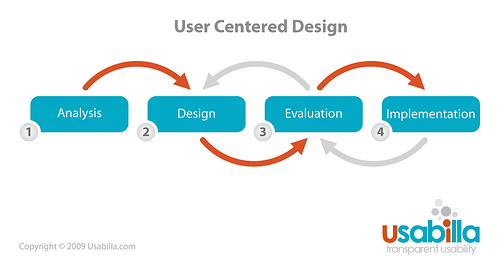 User Centered Design
Analysis
1
Design
2
Evaluation
3
Implementation
4
usabilla
transparent usability
Copyright © 2009 Usabilla.com